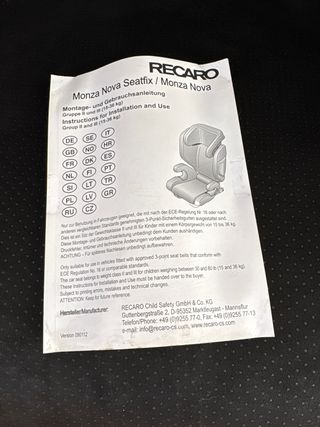 RECARO
Monza Nova Seatfix / Monza Nova
Montage- und Gebrauchsanleitung
Gruppe II und III (15-36 kg)
Instructions for Installation and Use
Group II and III (15-36 kg)
DE SE IT
GB NO HR
FR DK ES
NL FI PT
SI LT TR
PL LV GR
RU CZ
Nur zur Benutzung in Fahrzeugen geeignet, die mit nach der ECE-Regelung Nr. 16 oder nach
anderen vergleichbaren Standards genehmigten 3-Punkt-Sicherheitsgurten ausgestattet sind.
Dies ist ein Sitz der Gewichtsklasse II und III für Kinder mit einem Körpergewicht von 15 bis 36 kg
Diese Montage- und Gebrauchsanleitung unbedingt dem Kunden aushändigen.
Druckfehler, Irrtümer und technische Änderungen vorbehalten.
ACHTUNG - Für späteres Nachlesen unbedingt aufbewahren.
Only suitable for use in vehicles fitted with approved 3-point seat belts that conform with
ECE Regulation No. 16 or comparable standards.
The car seat belongs to weight class II and III for children weighing between 30 and 80 lb (15 and 36 kg).
These Instructions for Installation and Use must be handed over to the buyer.
Subject to printing errors, mistakes and technical changes.
ATTENTION: Keep for future reference.
Hersteller/Manufacturer:
RECARO Child Safety GmbH & Co. KG
Guttenbergstraße 2, D-95352 Marktleugast - Mannsflur
Telefon/Phone: +49 (0)9255 77-0, Fax: +49 (0)9255 77-13
e-mail: info@recaro-cs.com, www.recaro-cs.com
Version 090112